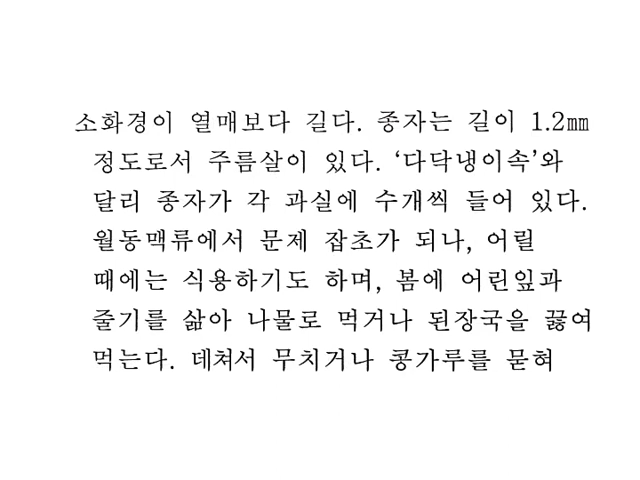 소화경이 열매보다 길다. 종자는 길이 1.2㎜
정도로서 주름살이 있다. ‘다닥냉이속’와
달리 종자가 각 과실에 수개씩 들어 있다.
월동맥류에서 문제 잡초가 되나, 어릴
때에는 식용하기도 하며, 봄에 어린잎과
줄기를 삶아 나물로 먹거나 된장국을 끓여
먹는다. 데쳐서 무치거나 콩가루를 묻혀